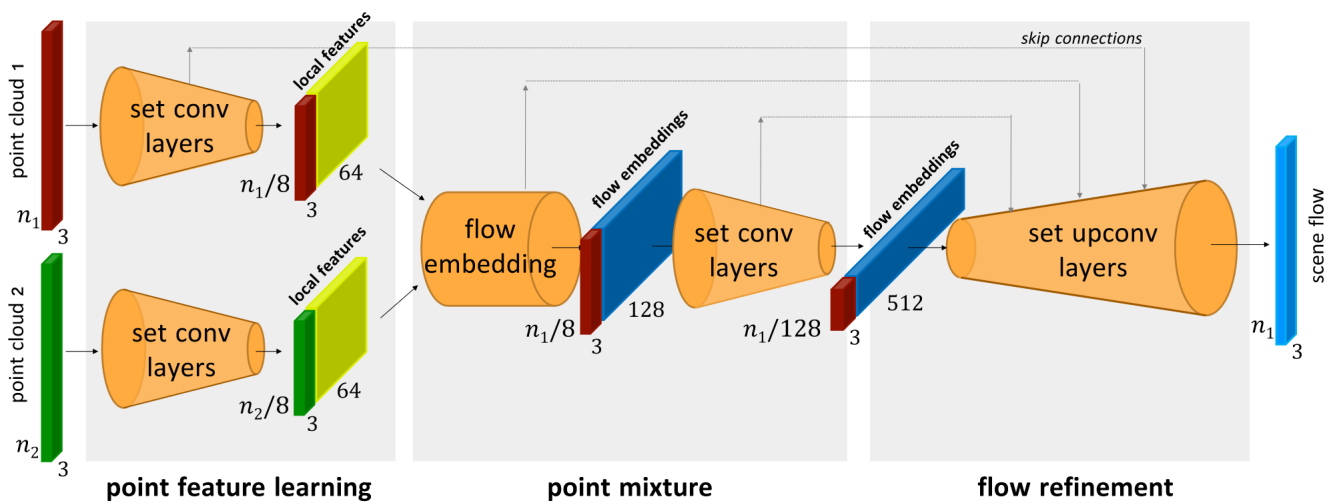 skip connections
point cloud 1
n₁
3
set conv
layers
local features
n₁/8
3
64
point cloud 2
n₂
3
set conv
layers
local features
n₂/8
3
64
flow
embedding
flow embeddings
n₁/8
3
128
set conv
layers
flow embeddings
n₁/128
3
512
set upconv
layers
n₁
3
scene flow
point feature learning
point mixture
flow refinement